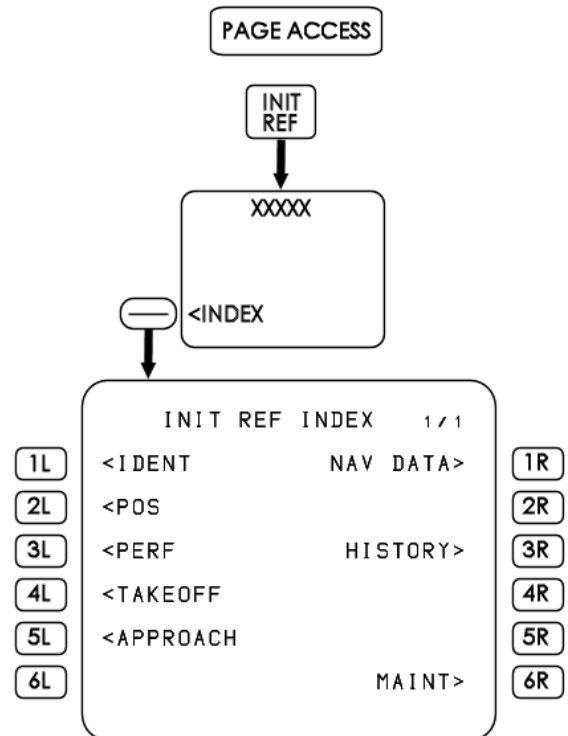 PAGE ACCESS
INIT
REF
XXXXX
<INDEX
INIT REF INDEX 1/1
1L <IDENT NAV DATA> 1R
2L <POS 2R
3L <PERF HISTORY> 3R
4L <TAKEOFF 4R
5L <APPROACH 5R
6L MAINT> 6R